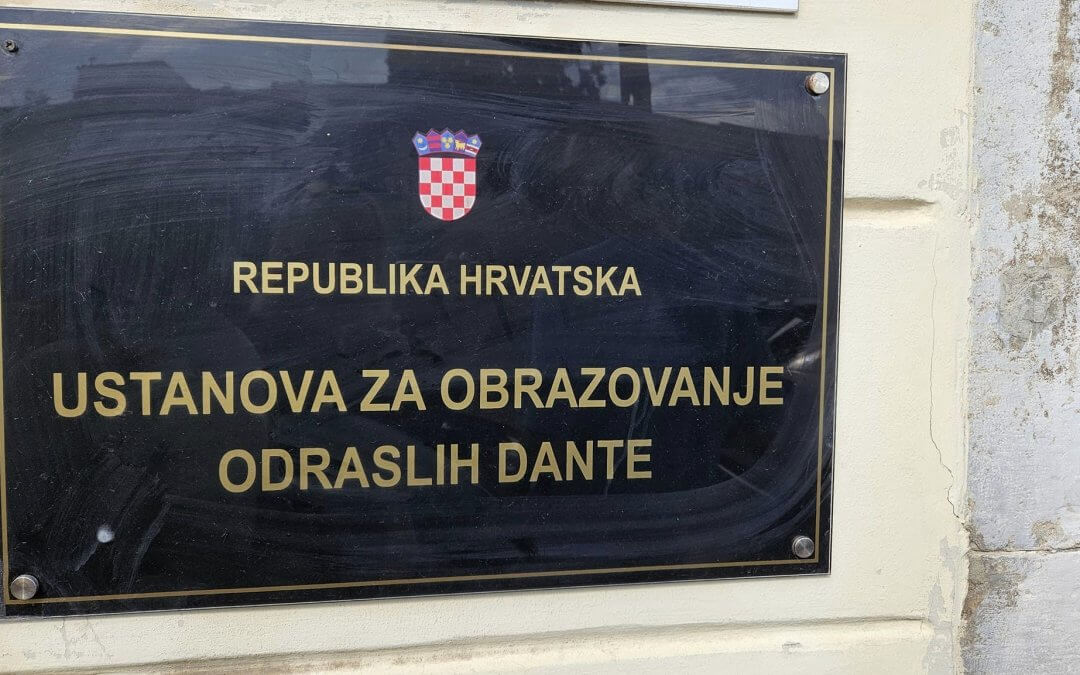 REPUBLIKA HRVATSKA
USTANOVA ZA OBRAZOVANJE
ODRASLIH DANTE